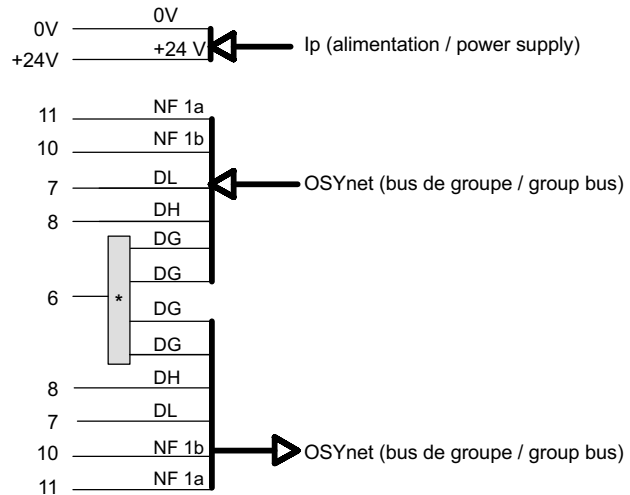 0V 0V
+24V +24 V Ip (alimentation / power supply)
11 NF 1a
10 NF 1b
7 DL OSYnet (bus de groupe / group bus)
8 DH
DG
DG
6 *
DG
DG
8 DH
7 DL
10 NF 1b OSYnet (bus de groupe / group bus)
11 NF 1a